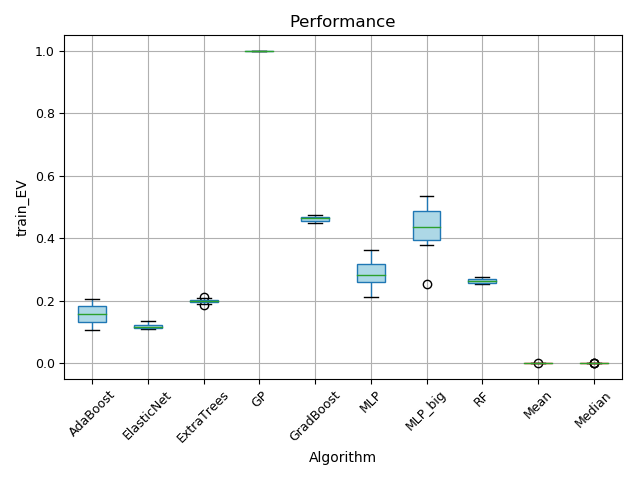 Performance
train_EV
1.0
0.8
0.6
0.4
0.2
0.0
AdaBoost
ElasticNet
ExtraTrees
GP
GradBoost
MLP
MLP_big
RF
Mean
Median
Algorithm